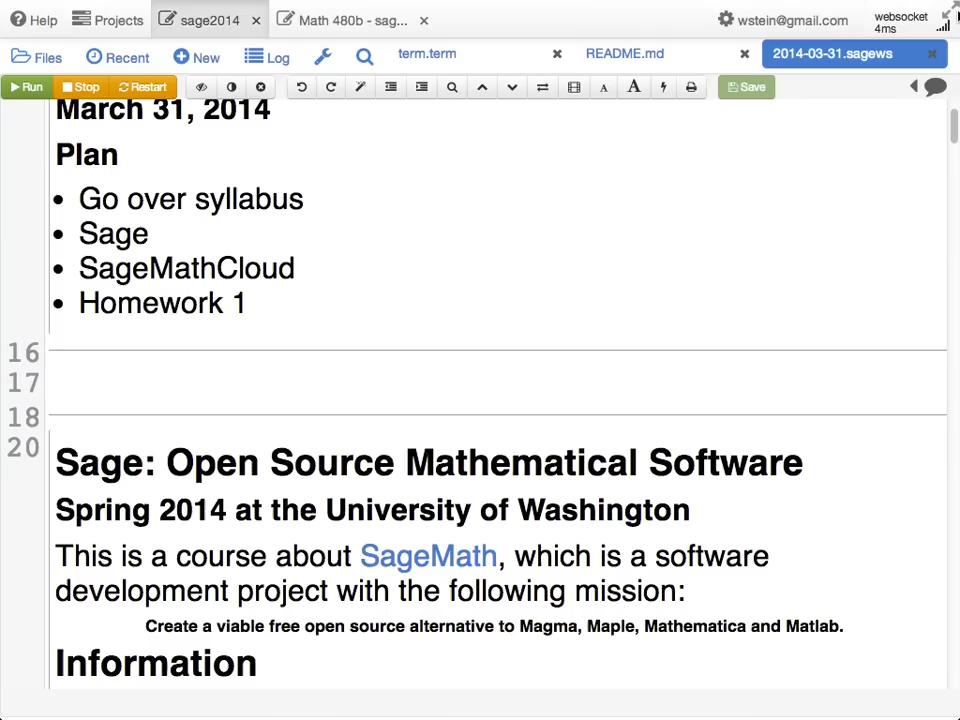 Help Projects sage2014 × Math 480b - sag... × wstein@gmail.com websocket
4ms
Files Recent New Log term.term × README.md × 2014-03-31.sagews ×
Run Stop Restart A A Save
March 31, 2014
Plan
• Go over syllabus
• Sage
• SageMathCloud
• Homework 1
16
17
18
20
Sage: Open Source Mathematical Software
Spring 2014 at the University of Washington
This is a course about SageMath, which is a software
development project with the following mission:
Create a viable free open source alternative to Magma, Maple, Mathematica and Matlab.
Information